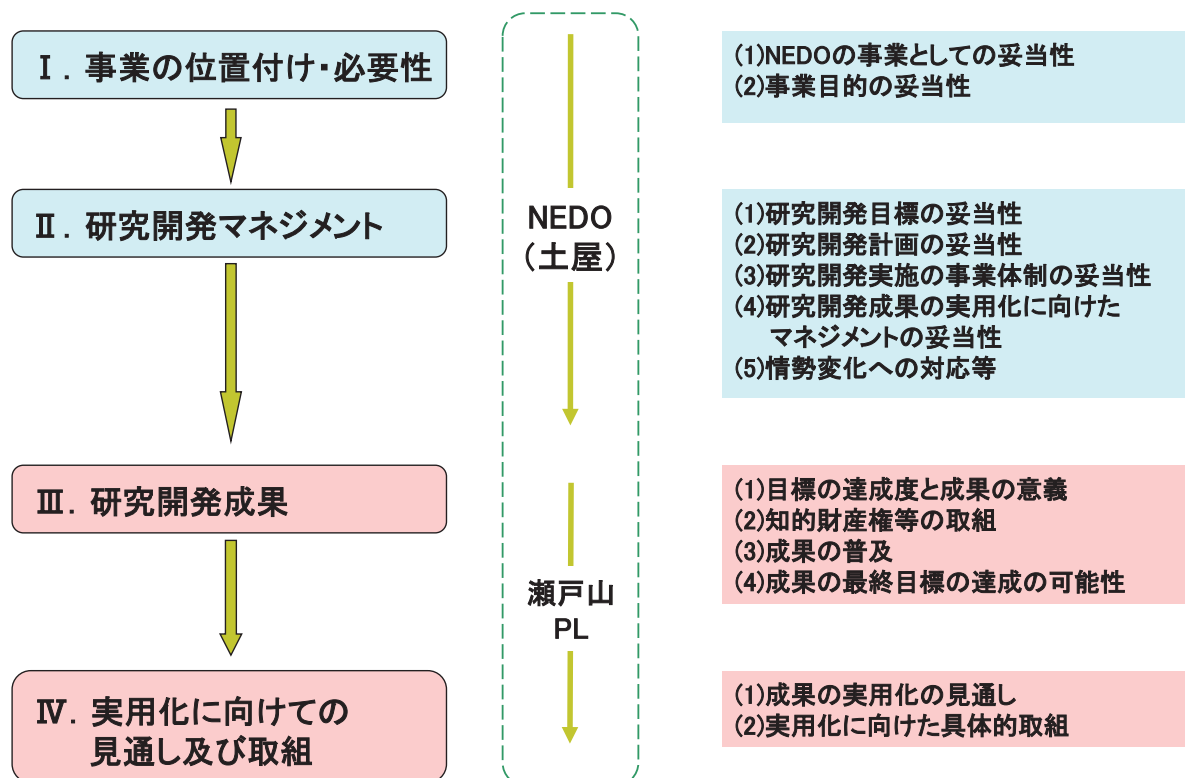 Ⅰ．事業の位置付け・必要性
(1)NEDOの事業としての妥当性
(2)事業目的の妥当性
Ⅱ．研究開発マネジメント
NEDO
（土屋）
(1)研究開発目標の妥当性
(2)研究開発計画の妥当性
(3)研究開発実施の事業体制の妥当性
(4)研究開発成果の実用化に向けた
マネジメントの妥当性
(5)情勢変化への対応等
Ⅲ．研究開発成果
瀬戸山
PL
(1)目標の達成度と成果の意義
(2)知的財産権等の取組
(3)成果の普及
(4)成果の最終目標の達成の可能性
Ⅳ．実用化に向けての
見通し及び取組
(1)成果の実用化の見通し
(2)実用化に向けた具体的取組